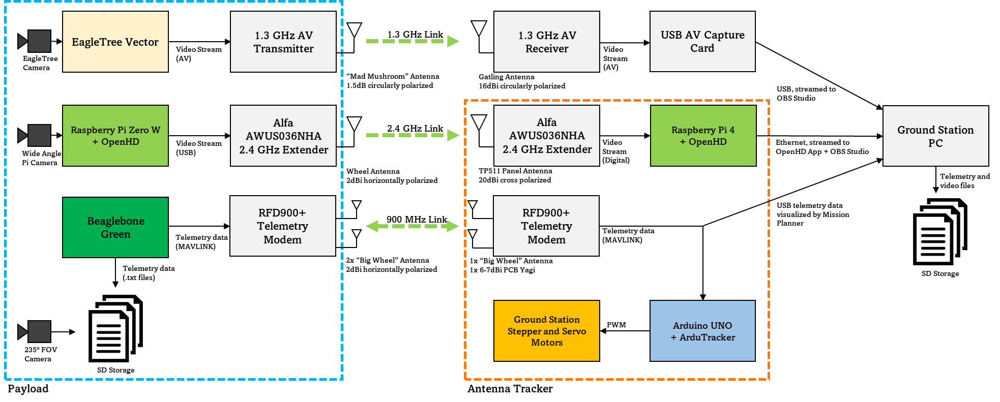 EagleTree
Camera
EagleTree Vector
Video Stream
(AV)
1.3 GHz AV
Transmitter
“Mad Mushroom” Antenna
1.5dB circularly polarized
1.3 GHz Link
Gatling Antenna
16dBi circularly polarized
1.3 GHz AV
Receiver
Video
Stream
(AV)
USB AV Capture
Card
USB, streamed to
OBS Studio
Wide Angle
Pi Camera
Raspberry Pi Zero W
+ OpenHD
Video Stream
(USB)
Alfa
AWUS036NHA
2.4 GHz Extender
Wheel Antenna
2dBi horizontally polarized
2.4 GHz Link
TP511 Panel Antenna
20dBi cross polarized
Alfa
AWUS036NHA
2.4 GHz Extender
Video
Stream
(Digital)
Raspberry Pi 4
+ OpenHD
Ethernet, streamed to
OpenHD App + OBS Studio
Ground Station
PC
Telemetry and
video files
SD Storage
Beaglebone
Green
Telemetry data
(MAVLINK)
Telemetry data
(.txt files)
RFD900+
Telemetry
Modem
2x “Big Wheel” Antenna
2dBi horizontally polarized
900 MHz Link
1x “Big Wheel” Antenna
1x 6-7dBi PCB Yagi
RFD900+
Telemetry
Modem
Telemetry data
(MAVLINK)
USB telemetry data
visualized by Mission
Planner
235° FOV
Camera
SD Storage
Ground Station
Stepper and Servo
Motors
PWM
Arduino UNO
+ ArduTracker
Payload
Antenna Tracker